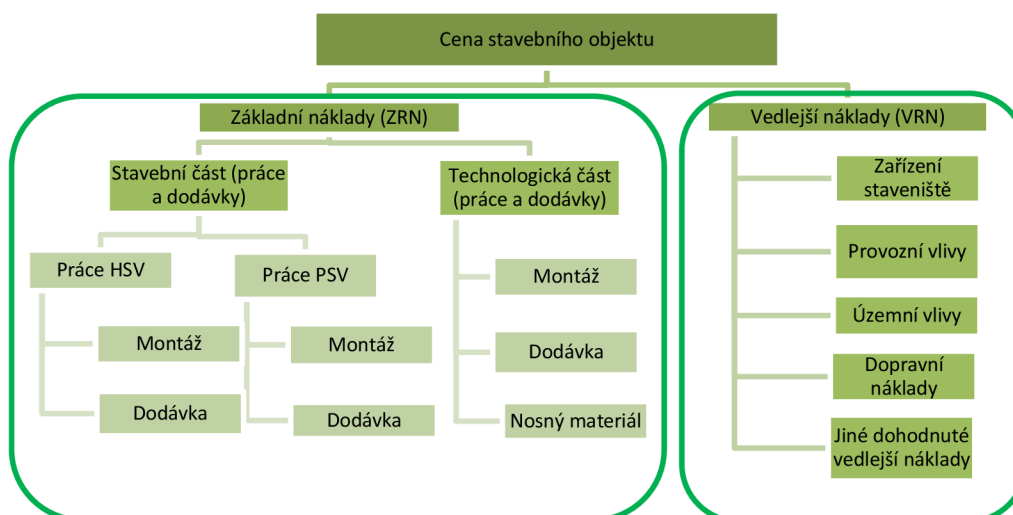 Cena stavebního objektu
Základní náklady (ZRN)
Stavební část (práce
a dodávky)
Práce HSV
Montáž
Dodávka
Práce PSV
Montáž
Dodávka
Technologická část
(práce a dodávky)
Montáž
Dodávka
Nosný materiál
Vedlejší náklady (VRN)
Zařízení
staveniště
Provozní vlivy
Územní vlivy
Dopravní
náklady
Jiné dohodnuté
vedlejší náklady